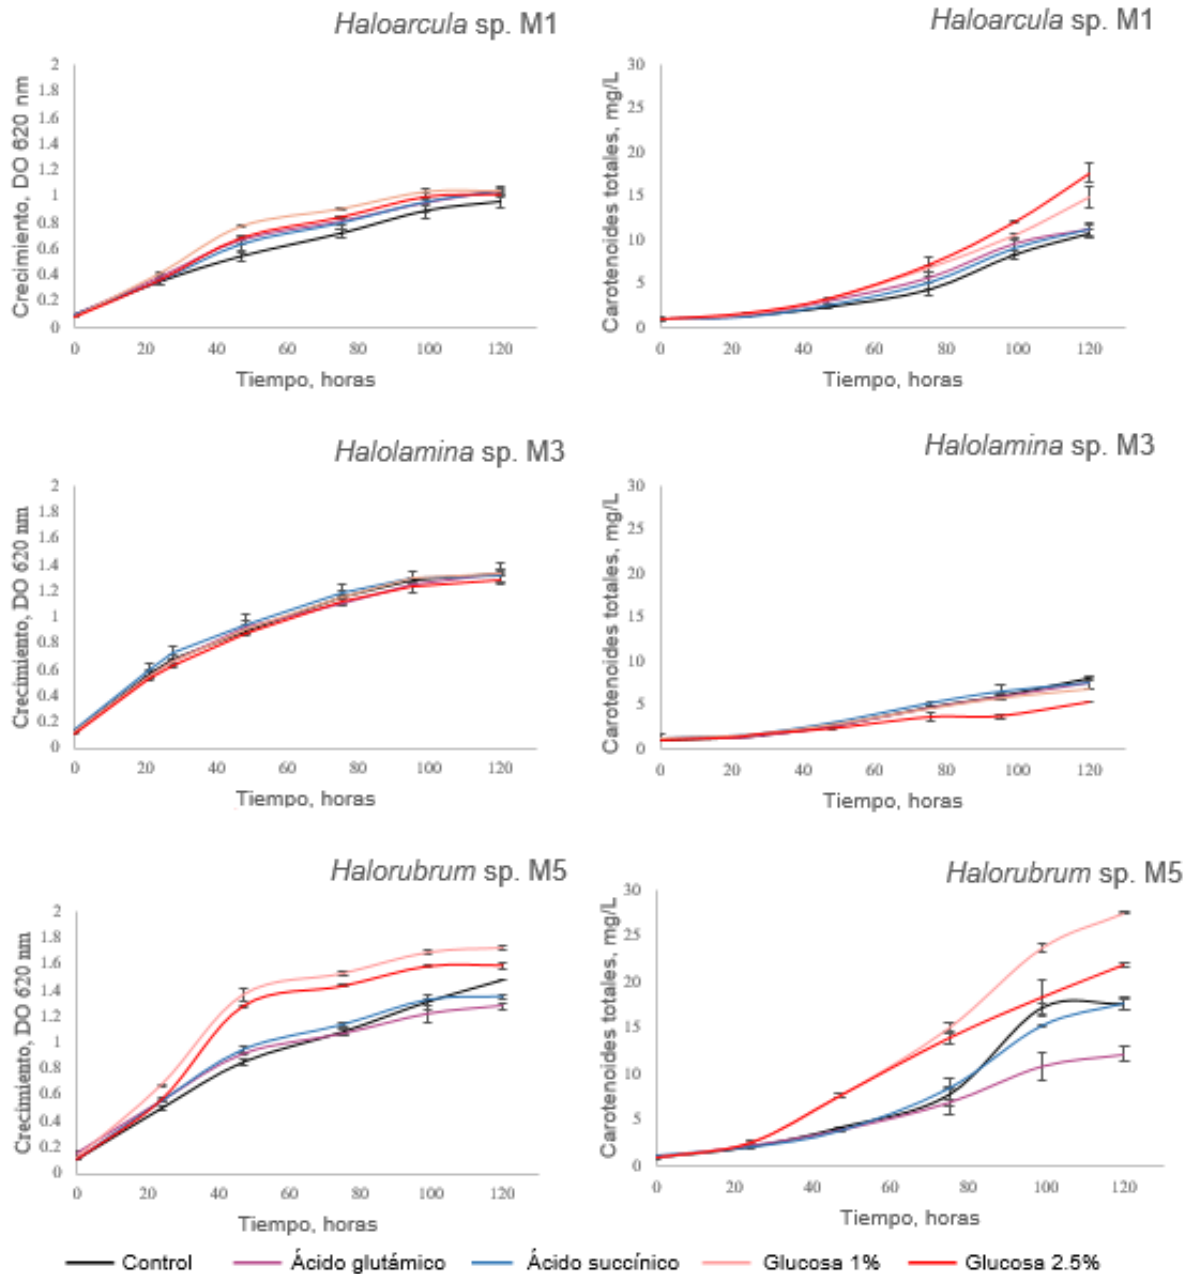 Haloarcula sp. M1
Crecimiento, DO 620 nm
2
1.8
1.6
1.4
1.2
1
0.8
0.6
0.4
0.2
0
0 20 40 60 80 100 120
Tiempo, horas
Haloarcula sp. M1
Carotenoides totales, mg/L
30
25
20
15
10
5
0
0 20 40 60 80 100 120
Tiempo, horas
Halolamina sp. M3
Crecimiento, DO 620 nm
2
1.8
1.6
1.4
1.2
1
0.8
0.6
0.4
0.2
0
0 20 40 60 80 100 120
Tiempo, horas
Halolamina sp. M3
Carotenoides totales, mg/L
30
25
20
15
10
5
0
0 20 40 60 80 100 120
Tiempo, horas
Halorubrum sp. M5
Crecimiento, DO 620 nm
2
1.8
1.6
1.4
1.2
1
0.8
0.6
0.4
0.2
0
0 20 40 60 80 100 120
Tiempo, horas
Halorubrum sp. M5
Carotenoides totales, mg/L
30
25
20
15
10
5
0
0 20 40 60 80 100 120
Tiempo, horas
Control Ácido glutámico Ácido succínico Glucosa 1% Glucosa 2.5%